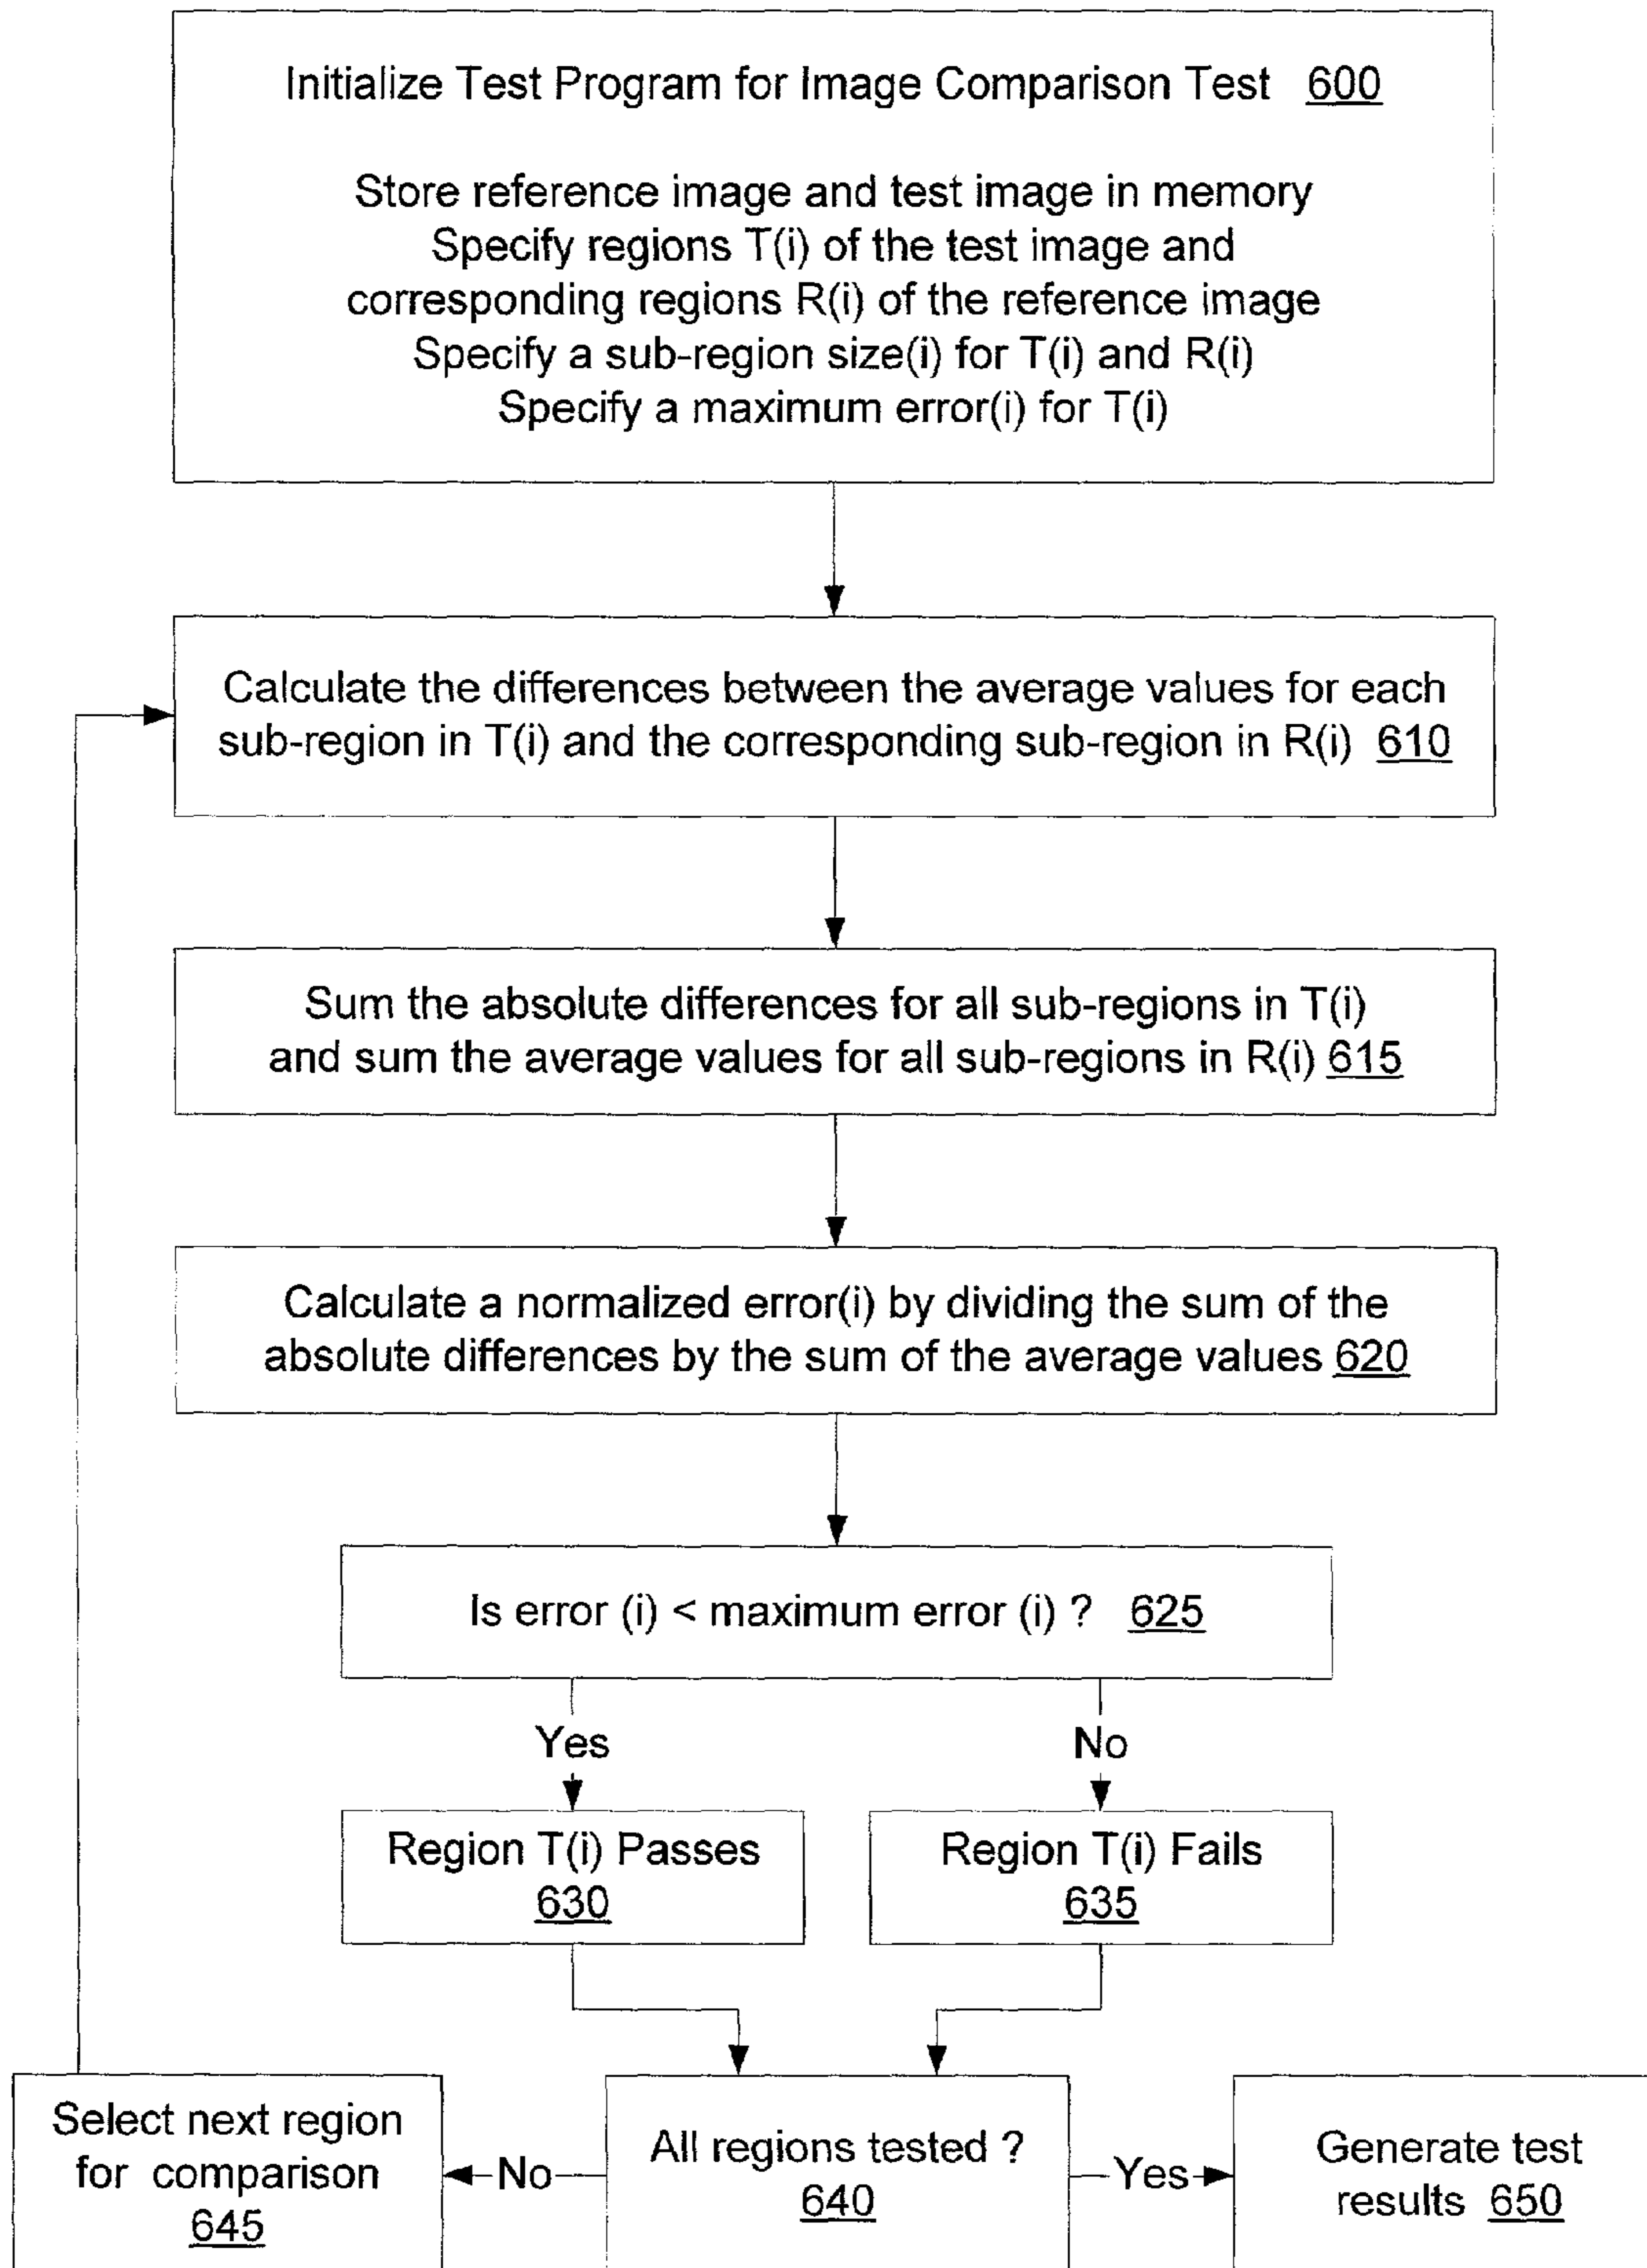 Initialize Test Program for Image Comparison Test 600
Store reference image and test image in memory
Specify regions T(i) of the test image and
corresponding regions R(i) of the reference image
Specify a sub-region size(i) for T(i) and R(i)
Specify a maximum error(i) for T(i)
Calculate the differences between the average values for each
sub-region in T(i) and the corresponding sub-region in R(i) 610
Sum the absolute differences for all sub-regions in T(i)
and sum the average values for all sub-regions in R(i) 615
Calculate a normalized error(i) by dividing the sum of the
absolute differences by the sum of the average values 620
Is error (i) < maximum error (i) ? 625
Yes
No
Region T(i) Passes
630
Region T(i) Fails
635
Select next region
for comparison
645
No
All regions tested ?
640
Yes
Generate test
results 650